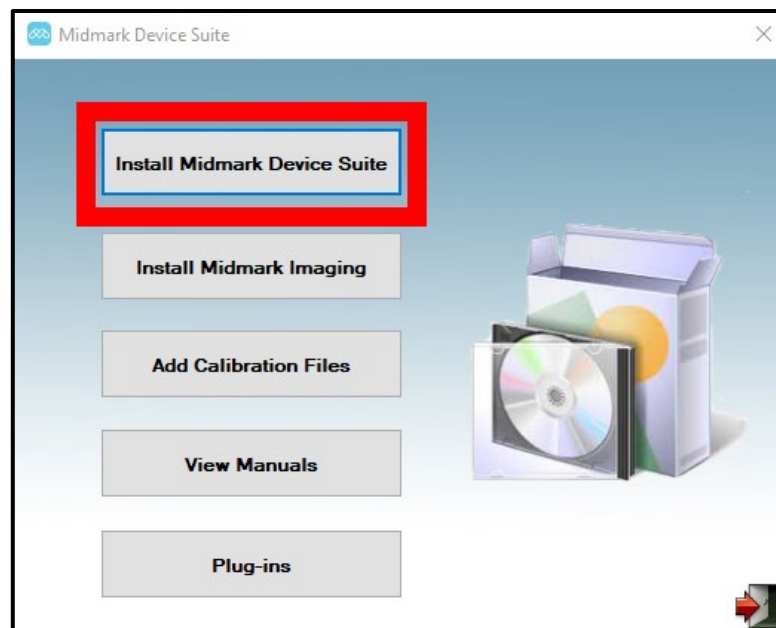 Midmark Device Suite
Install Midmark Device Suite
Install Midmark Imaging
Add Calibration Files
View Manuals
Plug-ins